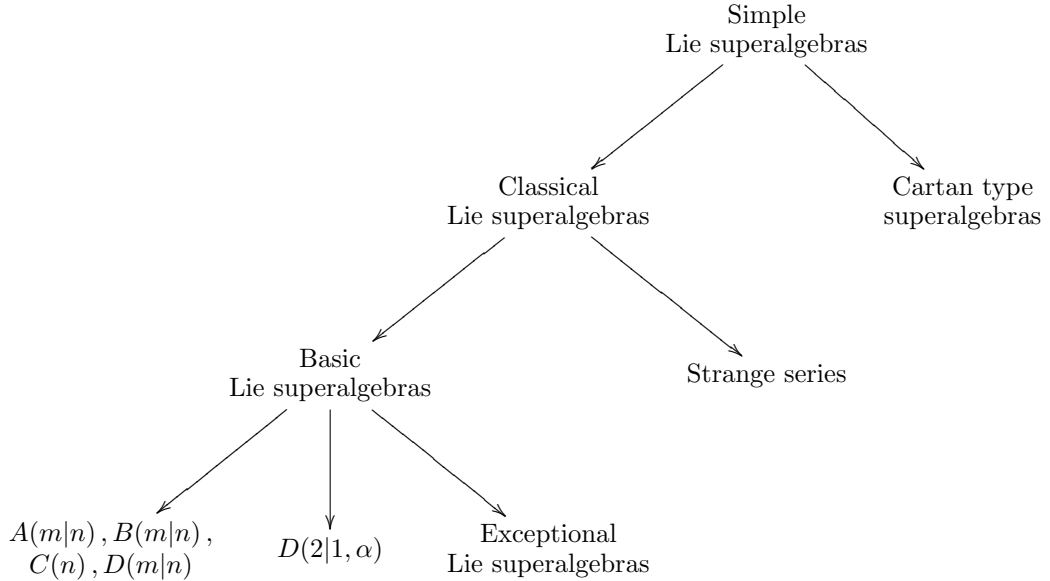 Simple
Lie superalgebras
Classical
Lie superalgebras
Cartan type
superalgebras
Basic
Lie superalgebras
Strange series
A(m|n) , B(m|n) ,
C(n) , D(m|n)
D(2|1, α)
Exceptional
Lie superalgebras